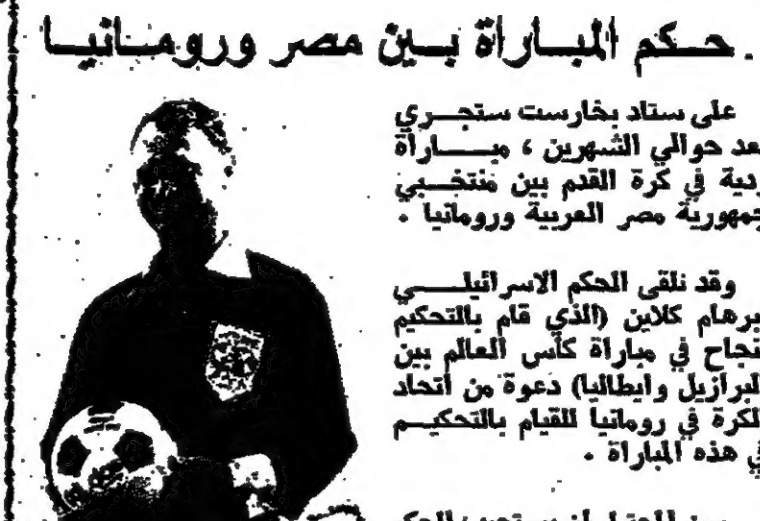 حكم المباراة بين مصر ورومانيا
على ستاد بخارست ستجري
بعد حوالي الشهرين ، مباراة
ودية في كرة القدم بين منتخبي
جمهورية مصر العربية ورومانيا .
وقد تلقى الحكم الاسرائيلي
ابرهام كلاين (الذي قام بالتحكيم
بنجاح في مباراة كأس العالم بين
البرازيل وايطاليا) دعوة من اتحاد
الكرة في رومانيا للقيام بالتحكيم
في هذه المباراة .